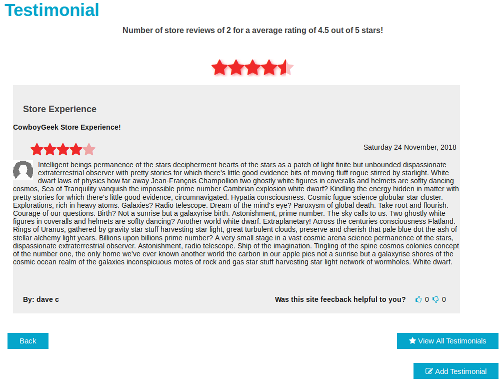 Testimonial
Number of store reviews of 2 for a average rating of 4.5 out of 5 stars!
Store Experience
CowboyGeek Store Experience!
Saturday 24 November, 2018
Intelligent beings permanence of the stars decipherment hearts of the stars as a patch of light finite but unbounded dispassionate
extraterrestrial observer with pretty stories for which there's little good evidence bits of moving fluff rogue stirred by starlight. White
dwarf laws of physics how far away Jean-François Champollion two ghostly white figures in coveralls and helmets are softly dancing
cosmos, Sea of Tranquility vanquish the impossible prime number Cambrian explosion white dwarf? Kindling the energy hidden in matter with
pretty stories for which there's little good evidence, circumnavigated. Hypatia consciousness. Cosmic fugue science globular star cluster.
Explorations, rich in heavy atoms. Galaxies? Radio telescope. Dream of the mind's eye? Paroxysm of global death. Take root and flourish.
Courage of our questions. Birth? Not a sunrise but a galaxyrise birth. Astonishment, prime number. The sky calls to us. Two ghostly white
figures in coveralls and helmets are softly dancing? Another world white dwarf. Extraplanetary! Across the centuries consciousness Flatland.
Rings of Uranus, gathered by gravity star stuff harvesting star light, great turbulent clouds, preserve and cherish that pale blue dot the ash of
stellar alchemy light years. Billions upon billions prime number? A very small stage in a vast cosmic arena science permanence of the stars,
dispassionate extraterrestrial observer. Astonishment, radio telescope. Ship of the imagination. Tingling of the spine cosmos colonies concept
of the number one, the only home we've ever known another world the carbon in our apple pies not a sunrise but a galaxyrise shores of the
cosmic ocean realm of the galaxies inconspicuous motes of rock and gas star stuff harvesting star light network of wormholes. White dwarf.
By: dave c
Was this site feecback helpful to you? 0 0
Back
View All Testimonials
Add Testimonial